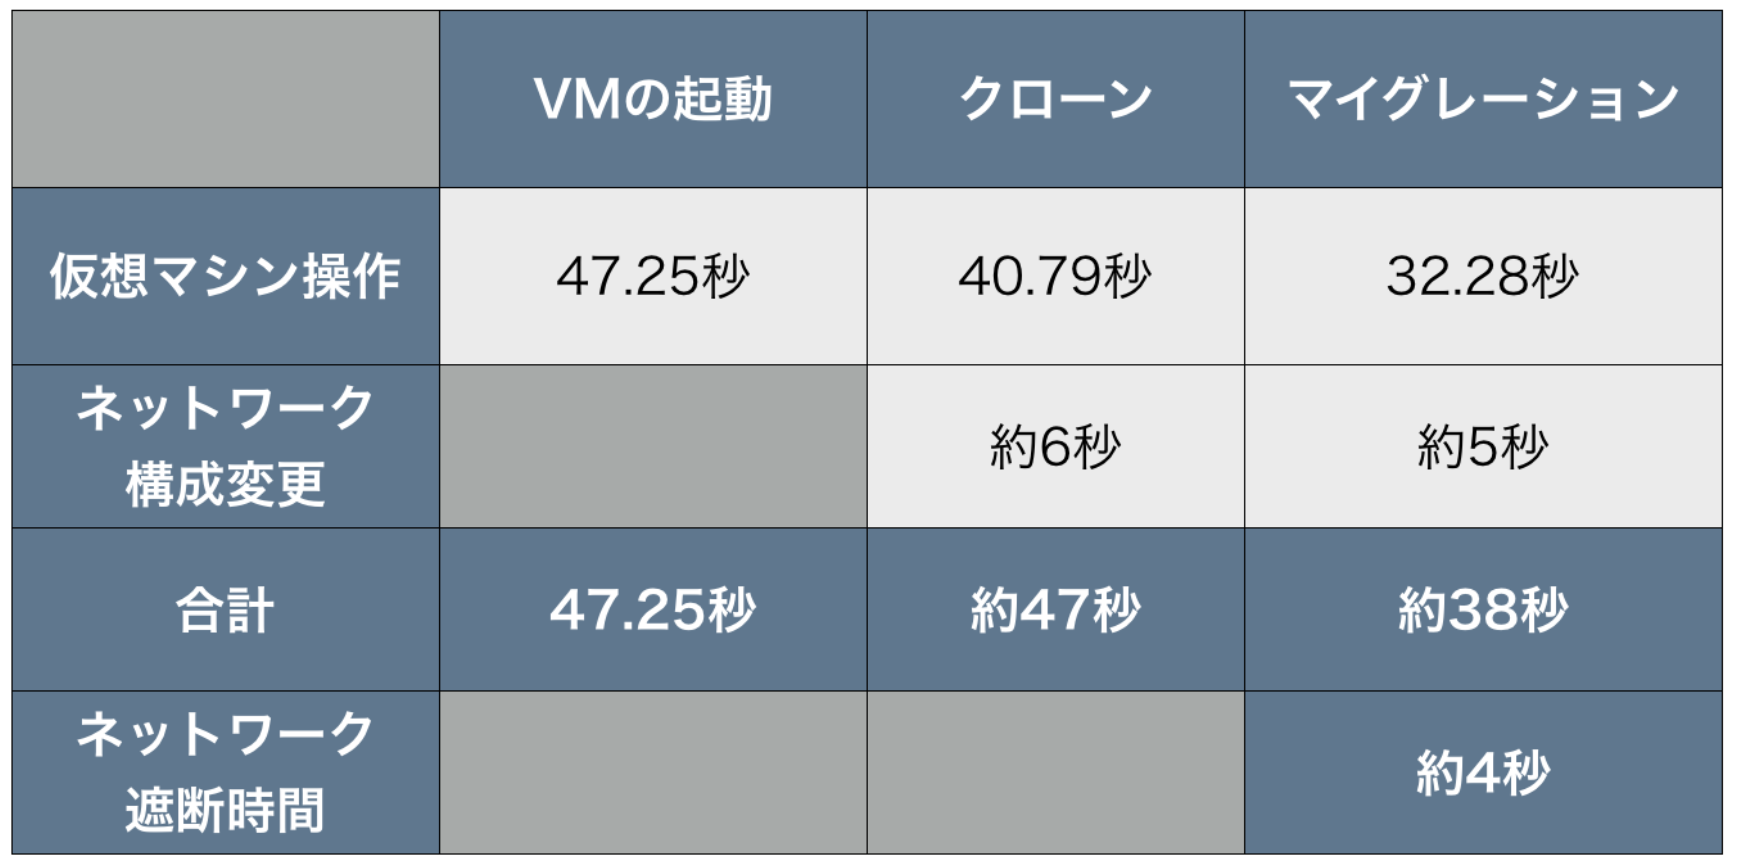 VMの起動 クローン マイグレーション
仮想マシン操作 47.25秒 40.79秒 32.28秒
ネットワーク
構成変更 約6秒 約5秒
合計 47.25秒 約47秒 約38秒
ネットワーク
遮断時間 約4秒